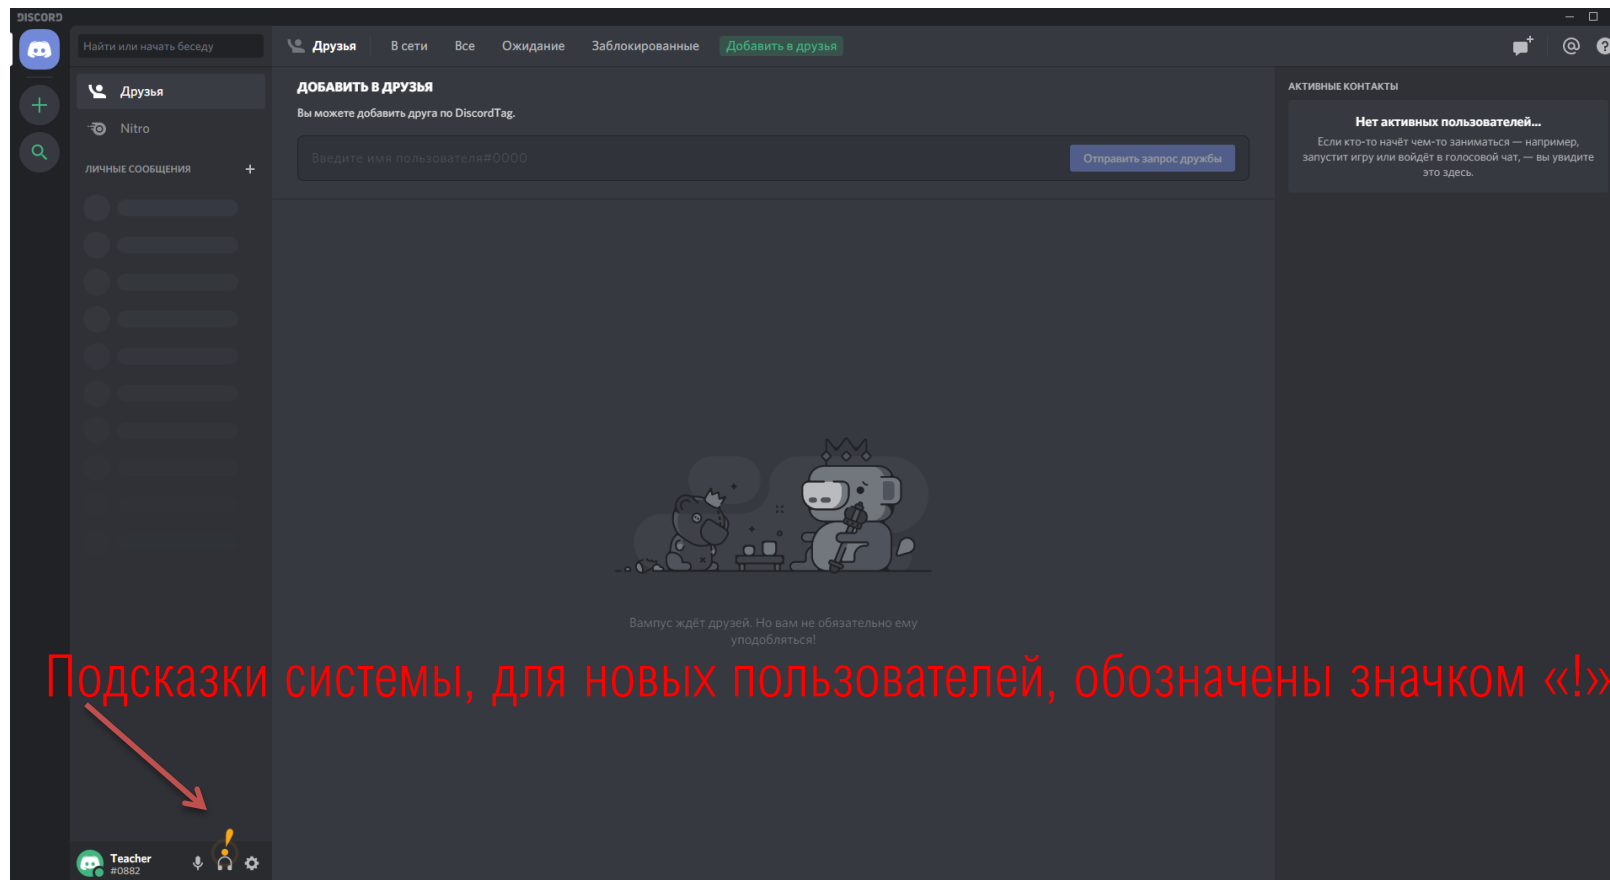 DISCORD
Найти или начать беседу
Друзья В сети Все Ожидание Заблокированные Добавить в друзья
Друзья
Nitro
ЛИЧНЫЕ СООБЩЕНИЯ
ДОБАВИТЬ В ДРУЗЬЯ
Вы можете добавить друга по DiscordTag.
Введите имя пользователя#0000
Отправить запрос дружбы
АКТИВНЫЕ КОНТАКТЫ
Нет активных пользователей...
Если кто-то начнёт чем-то заниматься — например,
запустит игру или войдёт в голосовой чат, — вы увидите
это здесь.
Вампус ждёт друзей. Но вам не обязательно ему
уподобляться!
Подсказки системы, для новых пользователей, обозначены значком «!»
Teacher
#0882